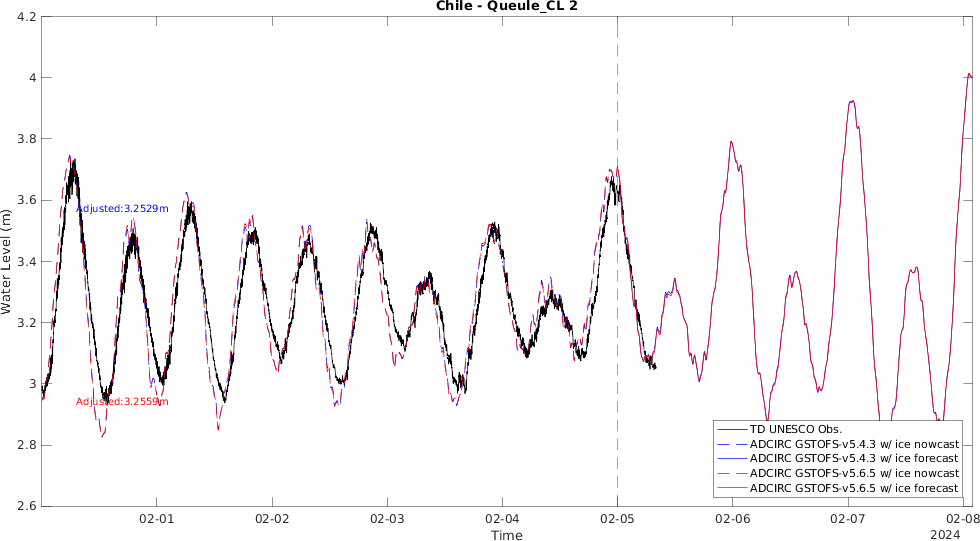 Chile - Queule_CL 2
4.2
4
3.8
3.6
3.4
3.2
3
2.8
2.6
Water Level (m)
Adjusted:3.2529m
Adjusted:3.2559m
TD UNESCO Obs.
ADCIRC GSTOFS-v5.4.3 w/ ice nowcast
ADCIRC GSTOFS-v5.4.3 w/ ice forecast
ADCIRC GSTOFS-v5.6.5 w/ ice nowcast
ADCIRC GSTOFS-v5.6.5 w/ ice forecast
02-01 02-02 02-03 02-04 02-05 02-06 02-07 02-08
Time
2024